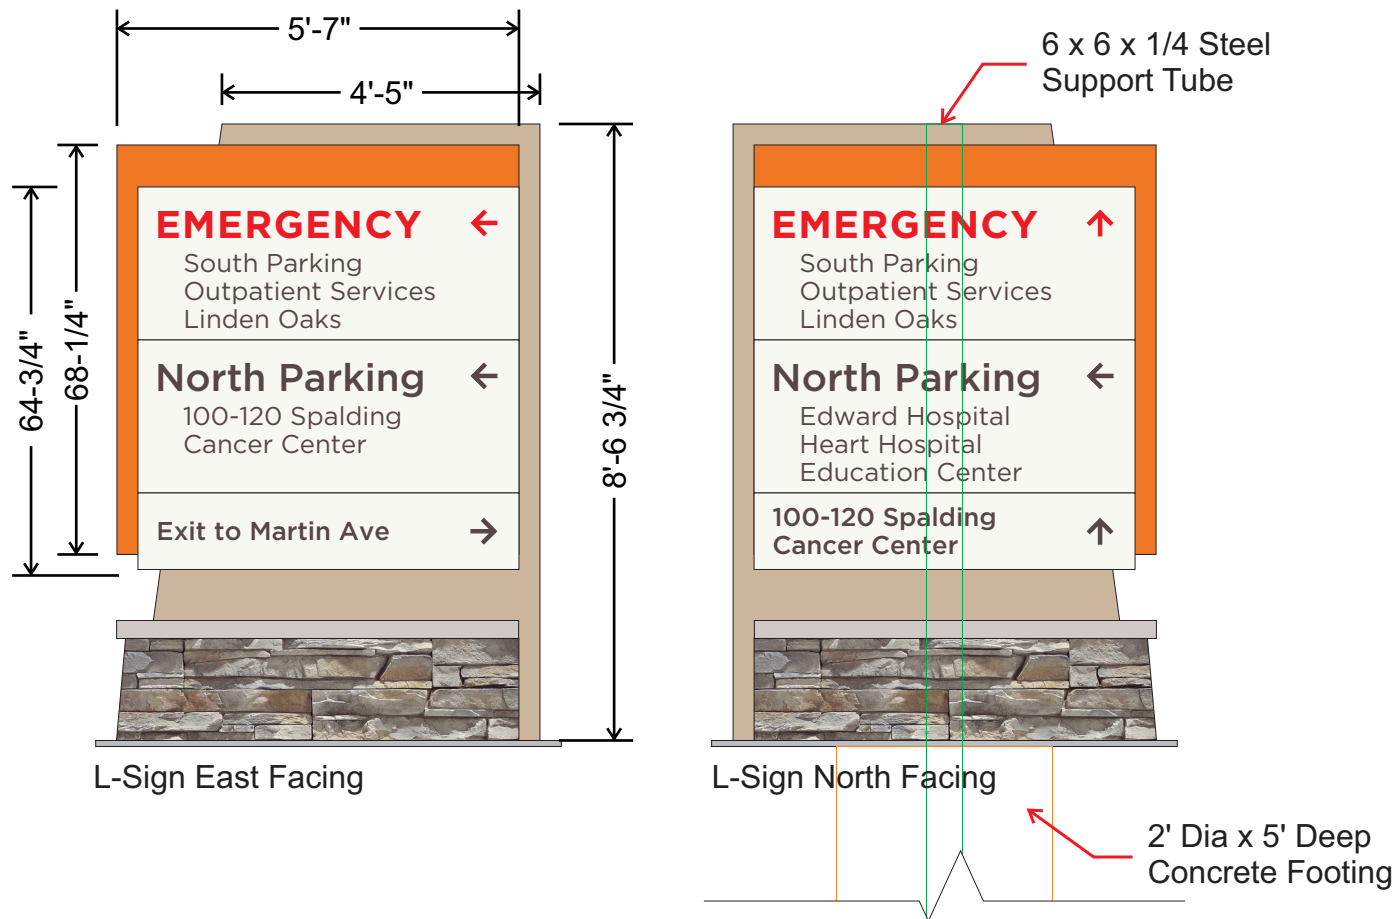 5'-7"
4'-5"
6 x 6 x 1/4 Steel
Support Tube
64-3/4"
68-1/4"
8'-6 3/4"
EMERGENCY
South Parking
Outpatient Services
Linden Oaks
North Parking
100-120 Spalding
Cancer Center
Exit to Martin Ave
L-Sign East Facing
EMERGENCY
South Parking
Outpatient Services
Linden Oaks
North Parking
Edward Hospital
Heart Hospital
Education Center
100-120 Spalding
Cancer Center
L-Sign North Facing
2' Dia x 5' Deep
Concrete Footing